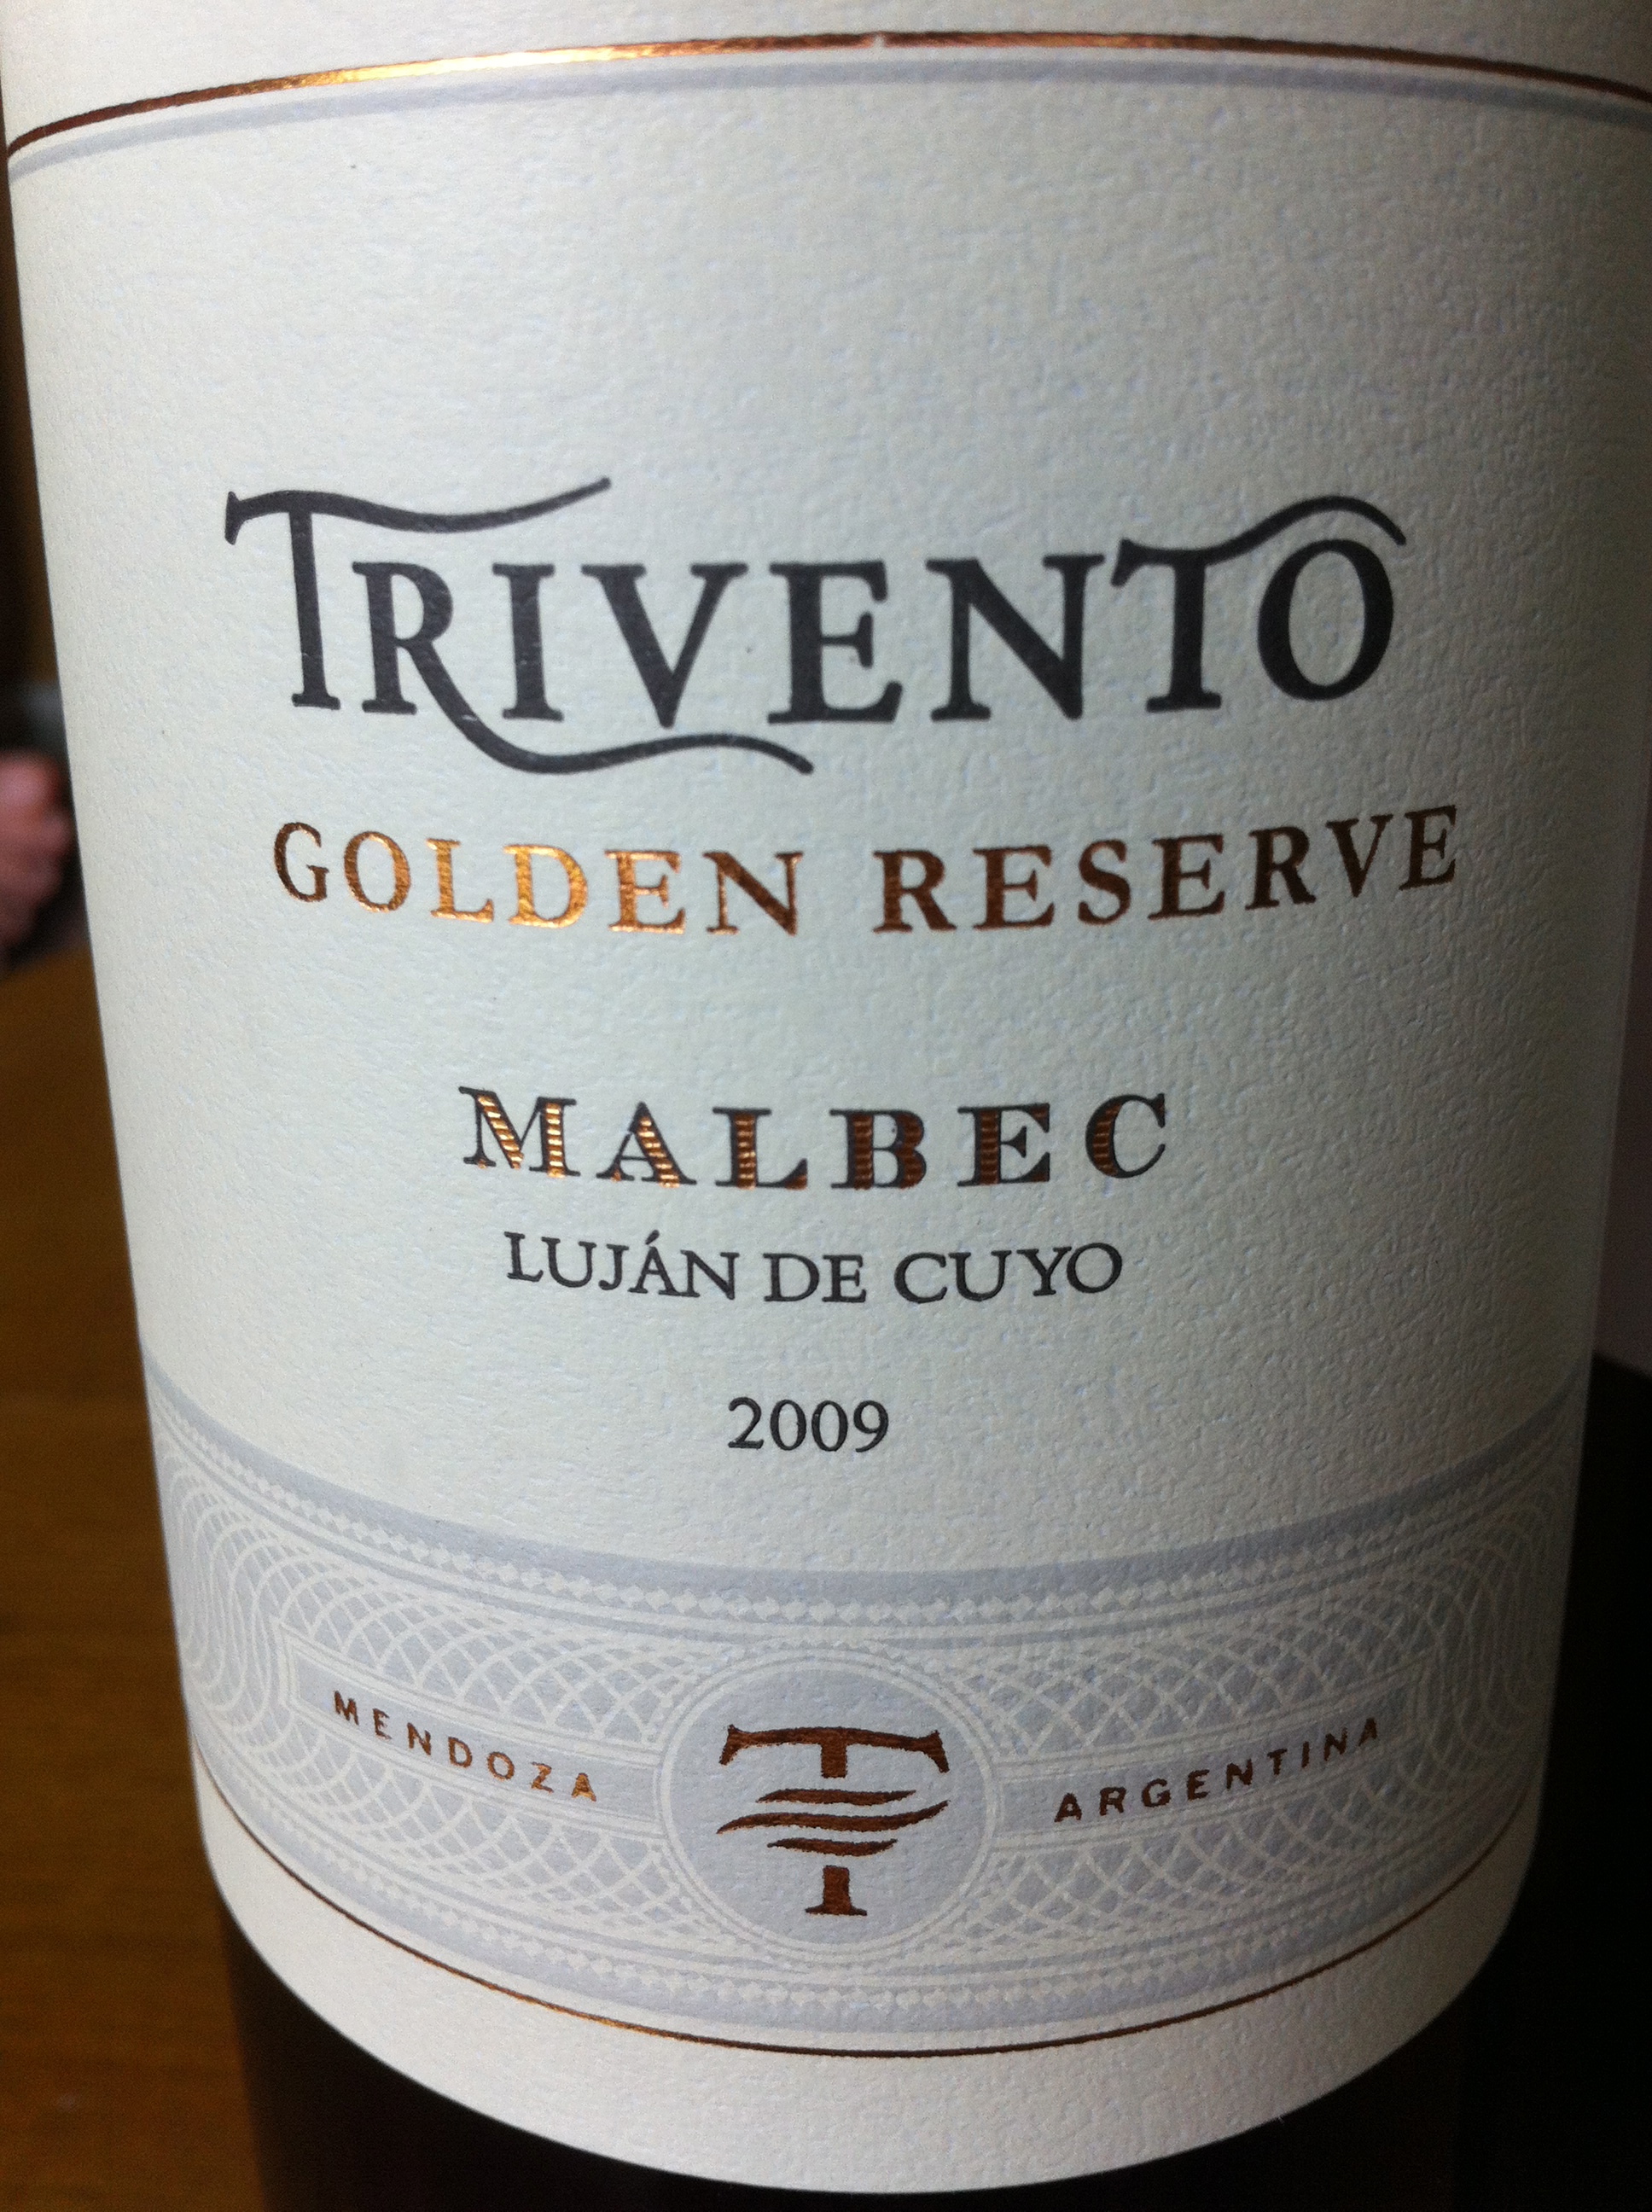 TRIVENTO
GOLDEN RESERVE
MALBEC
LUJÁN DE CUYO
2009
MENDOZA T ARGENTINA